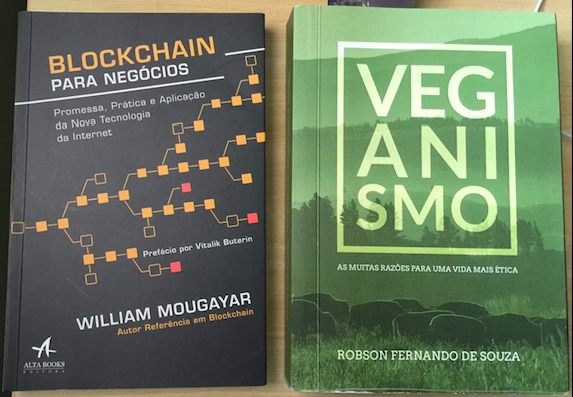 BLOCKCHAIN
PARA NEGÓCIOS
Promessa, Prática e Aplicação
da Nova Tecnologia
da Internet
Prefácio por Vitalik Buterin
WILLIAM MOUGAYAR
Autor Referência em Blockchain
ALTA BOOKS
EDITORA
VEG
ANI
SMO
AS MUITAS RAZÕES PARA UMA VIDA MAIS ÉTICA
ROBSON FERNANDO DE SOUZA